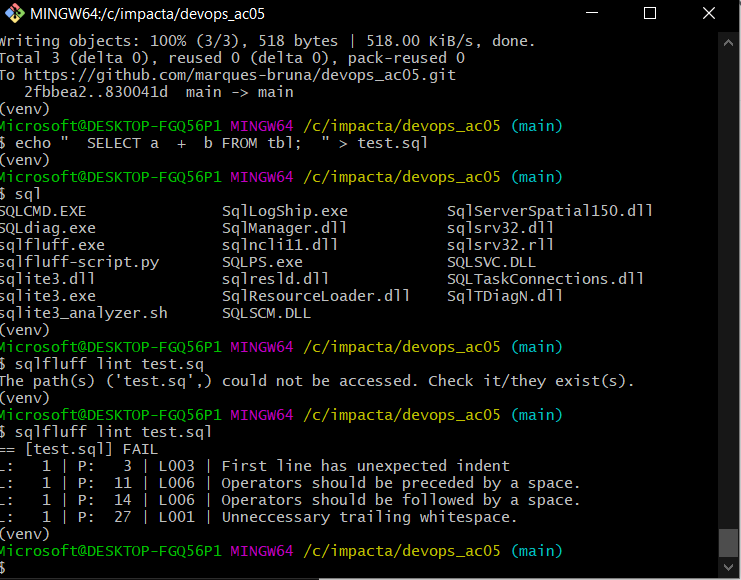 MINGW64:/c/impacta/devops_ac05
Writing objects: 100% (3/3), 518 bytes | 518.00 KiB/s, done.
Total 3 (delta 0), reused 0 (delta 0), pack-reused 0
To https://github.com/marques-bruna/devops_ac05.git
   2fbbea2..830041d  main -> main
(venv)
Microsoft@DESKTOP-FGQ56P1 MINGW64 /c/impacta/devops_ac05 (main)
$ echo "  SELECT a  +  b FROM tbl;  " > test.sql
(venv)
Microsoft@DESKTOP-FGQ56P1 MINGW64 /c/impacta/devops_ac05 (main)
$ sql
SQLCMD.EXE               SqlLogShip.exe           SqlServerSpatial150.dll
SQLdiag.exe              SqlManager.dll           sqlsrv32.dll
sqlfluff.exe             sqlncli11.dll            sqlsrv32.rll
sqlfluff-script.py       SQLPS.exe                SQLSVC.DLL
sqlite3.dll              sqlresld.dll             SQLTaskConnections.dll
sqlite3.exe              SqlResourceLoader.dll    SqlTDiagN.dll
sqlite3_analyzer.sh      SQLSCM.DLL
(venv)
Microsoft@DESKTOP-FGQ56P1 MINGW64 /c/impacta/devops_ac05 (main)
$ sqlfluff lint test.sq
The path(s) ('test.sq',) could not be accessed. Check it/they exist(s).
(venv)
Microsoft@DESKTOP-FGQ56P1 MINGW64 /c/impacta/devops_ac05 (main)
$ sqlfluff lint test.sql
== [test.sql] FAIL
L:   1 | P:   3 | L003 | First line has unexpected indent
L:   1 | P:  11 | L006 | Operators should be preceded by a space.
L:   1 | P:  14 | L006 | Operators should be followed by a space.
L:   1 | P:  27 | L001 | Unneccessary trailing whitespace.
(venv)
Microsoft@DESKTOP-FGQ56P1 MINGW64 /c/impacta/devops_ac05 (main)
$